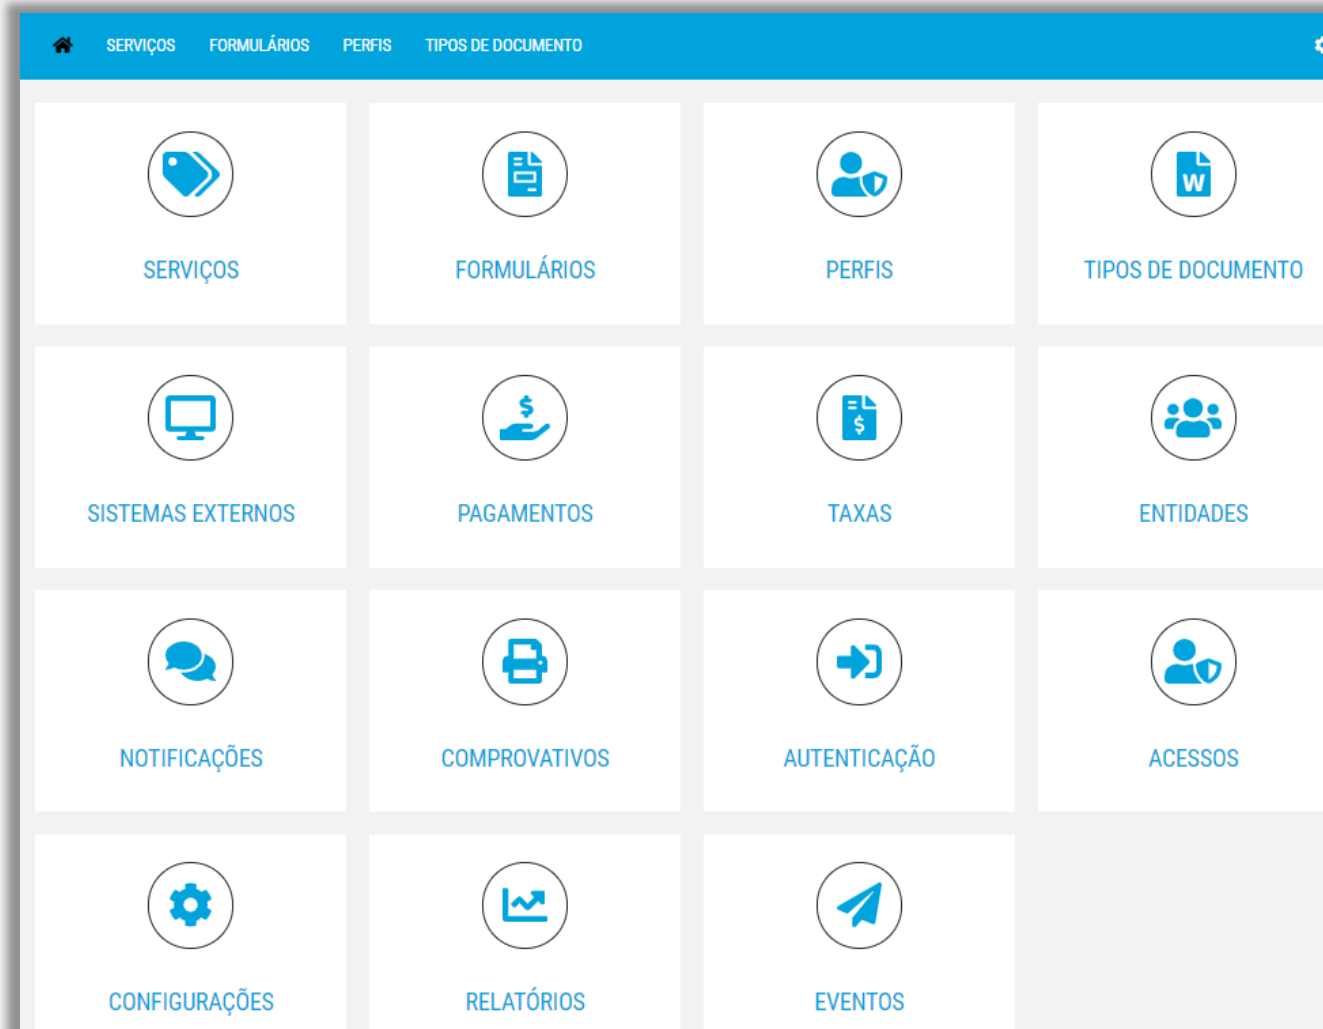 SERVIÇOS FORMULÁRIOS PERFIS TIPOS DE DOCUMENTO
SERVIÇOS FORMULÁRIOS PERFIS TIPOS DE DOCUMENTO
SISTEMAS EXTERNOS PAGAMENTOS TAXAS ENTIDADES
NOTIFICAÇÕES COMPROVATIVOS AUTENTICAÇÃO ACESSOS
CONFIGURAÇÕES RELATÓRIOS EVENTOS